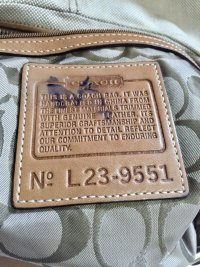 Coach
THIS IS A COACH BAG. IT WAS
HANDCRAFTED IN CHINA FROM
THE FINEST MATERIALS TRIMMED
WITH GENUINE LEATHER. ITS
SUPERIOR CRAFTSMANSHIP AND
ATTENTION TO DETAIL REFLECT
OUR COMMITMENT TO ENDURING
QUALITY.
Nº L23-9551